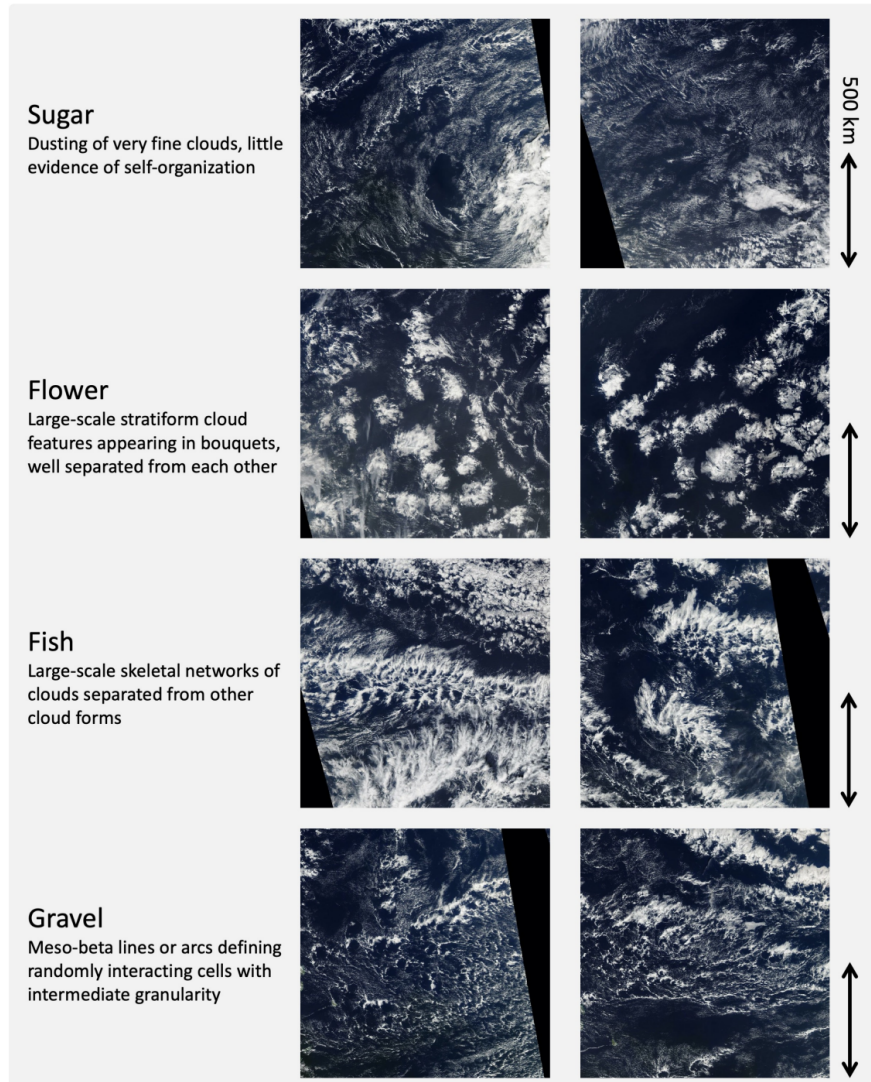 Sugar
Dusting of very fine clouds, little
evidence of self-organization
500 km
Flower
Large-scale stratiform cloud
features appearing in bouquets,
well separated from each other
Fish
Large-scale skeletal networks of
clouds separated from other
cloud forms
Gravel
Meso-beta lines or arcs defining
randomly interacting cells with
intermediate granularity